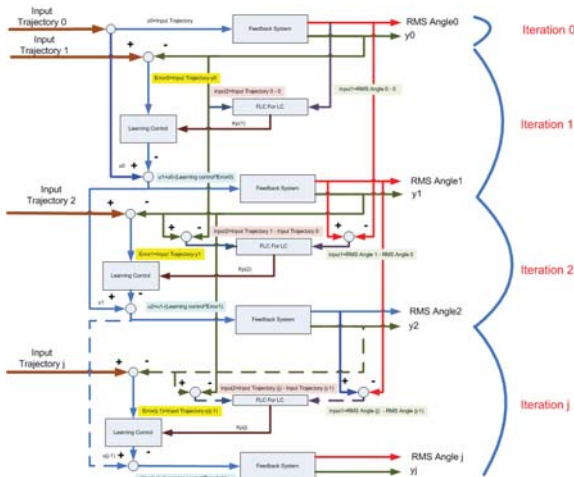 Input
Trajectory 0
u0=Input Trajectory
Feedback System
RMS Angle0
y0
Iteration 0
Input
Trajectory 1
Error0=Input Trajectory-y0
Input2=Input Trajectory 0 - 0
Input1=RMS Angle 0 - 0
FLC For LC
Learning Control
Kp(1)
Iteration 1
u0
u1=u0-(Learning control*Error0)
Feedback System
RMS Angle1
y1
Input
Trajectory 2
Input2=Input Trajectory 1 - Input Trajectory 0
FLC For LC
Error1=Input Trajectory-y1
Input1=RMS Angle 1 - RMS Angle 0
Learning Control
Kp(2)
Iteration 2
u1
u2=u1-(Learning control*Error1)
Feedback System
RMS Angle2
y2
Input
Trajectory j
Input2=Input Trajectory (j) - Input Trajectory (j-1)
FLC For LC
Error(j-1)=Input Trajectory-y(j-1)
Input1=RMS Angle (j) - RMS Angle (j-1)
Learning Control
Kp(j)
Iteration j
u(j-1)
Feedback System
RMS Angle j
yj